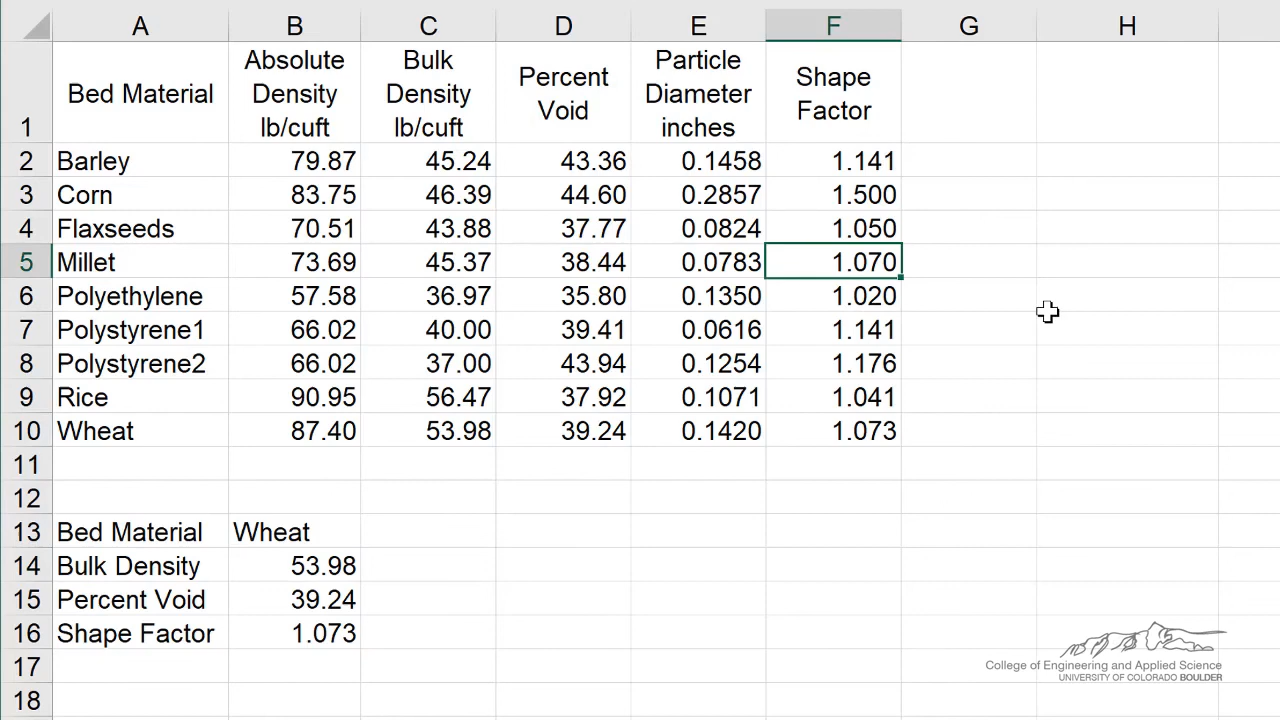 A B C D E F G H
1 Bed Material Absolute Density lb/cuft Bulk Density lb/cuft Percent Void Particle Diameter inches Shape Factor
2 Barley 79.87 45.24 43.36 0.1458 1.141
3 Corn 83.75 46.39 44.60 0.2857 1.500
4 Flaxseeds 70.51 43.88 37.77 0.0824 1.050
5 Millet 73.69 45.37 38.44 0.0783 1.070
6 Polyethylene 57.58 36.97 35.80 0.1350 1.020
7 Polystyrene1 66.02 40.00 39.41 0.0616 1.141
8 Polystyrene2 66.02 37.00 43.94 0.1254 1.176
9 Rice 90.95 56.47 37.92 0.1071 1.041
10 Wheat 87.40 53.98 39.24 0.1420 1.073
11
12
13 Bed Material Wheat
14 Bulk Density 53.98
15 Percent Void 39.24
16 Shape Factor 1.073
17
18
College of Engineering and Applied Science
UNIVERSITY OF COLORADO BOULDER